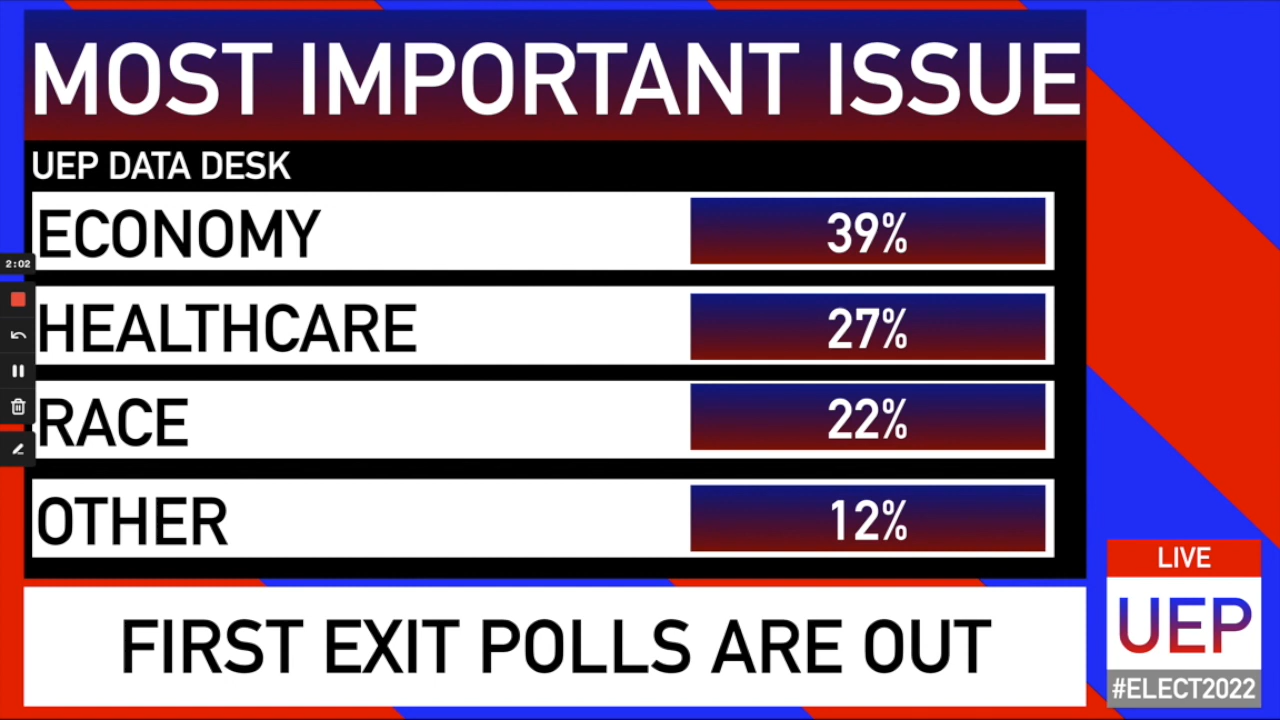 MOST IMPORTANT ISSUE
UEP DATA DESK
ECONOMY 39%
2:02
HEALTHCARE 27%
RACE 22%
OTHER 12%
FIRST EXIT POLLS ARE OUT
LIVE
UEP
#ELECT2022